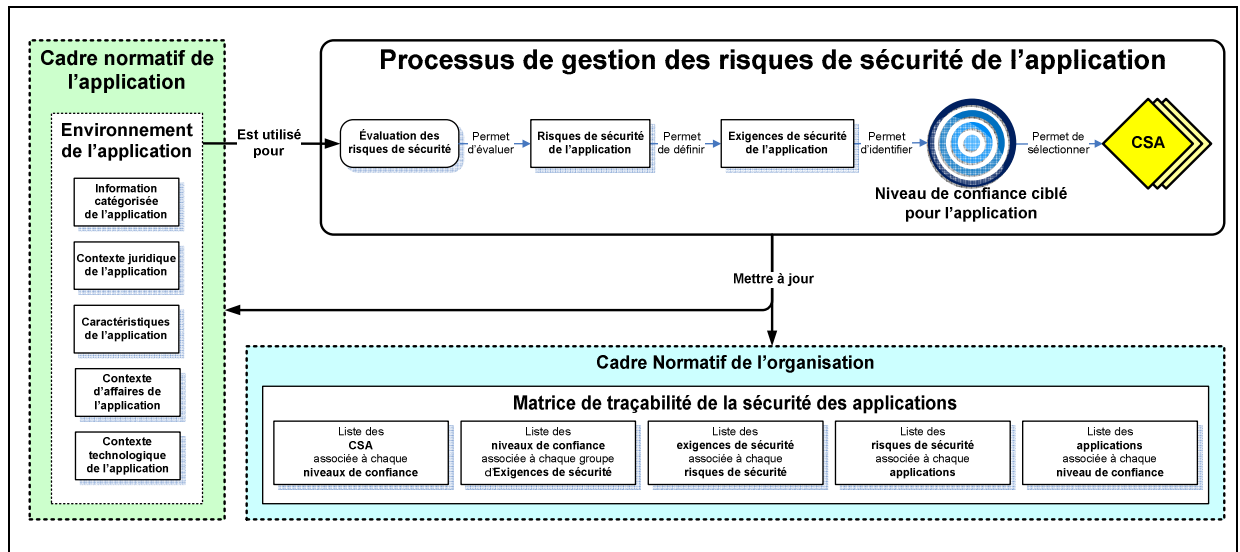 Cadre normatif de
l’application
Environnement
de l’application
Information
catégorisée
de l’application
Contexte juridique
de l’application
Caractéristiques
de l’application
Contexte
d’affaires de
l’application
Contexte
technologique
de l’application
Est utilisé
pour
Processus de gestion des risques de sécurité de l’application
Évaluation des
risques de sécurité
Permet
d’évaluer
Risques de sécurité
de l’application
Permet
de définir
Exigences de sécurité
de l’application
Permet
d’identifier
Niveau de confiance ciblé
pour l’application
Permet de
sélectionner
CSA
Mettre à jour
Cadre Normatif de l’organisation
Matrice de traçabilité de la sécurité des applications
Liste des
CSA
associée à chaque
niveaux de confiance
Liste des
niveaux de confiance
associée à chaque groupe
d’Exigences de sécurité
Liste des
exigences de sécurité
associée à chaque
risques de sécurité
Liste des
risques de sécurité
associée à chaque
applications
Liste des
applications
associée à chaque
niveau de confiance